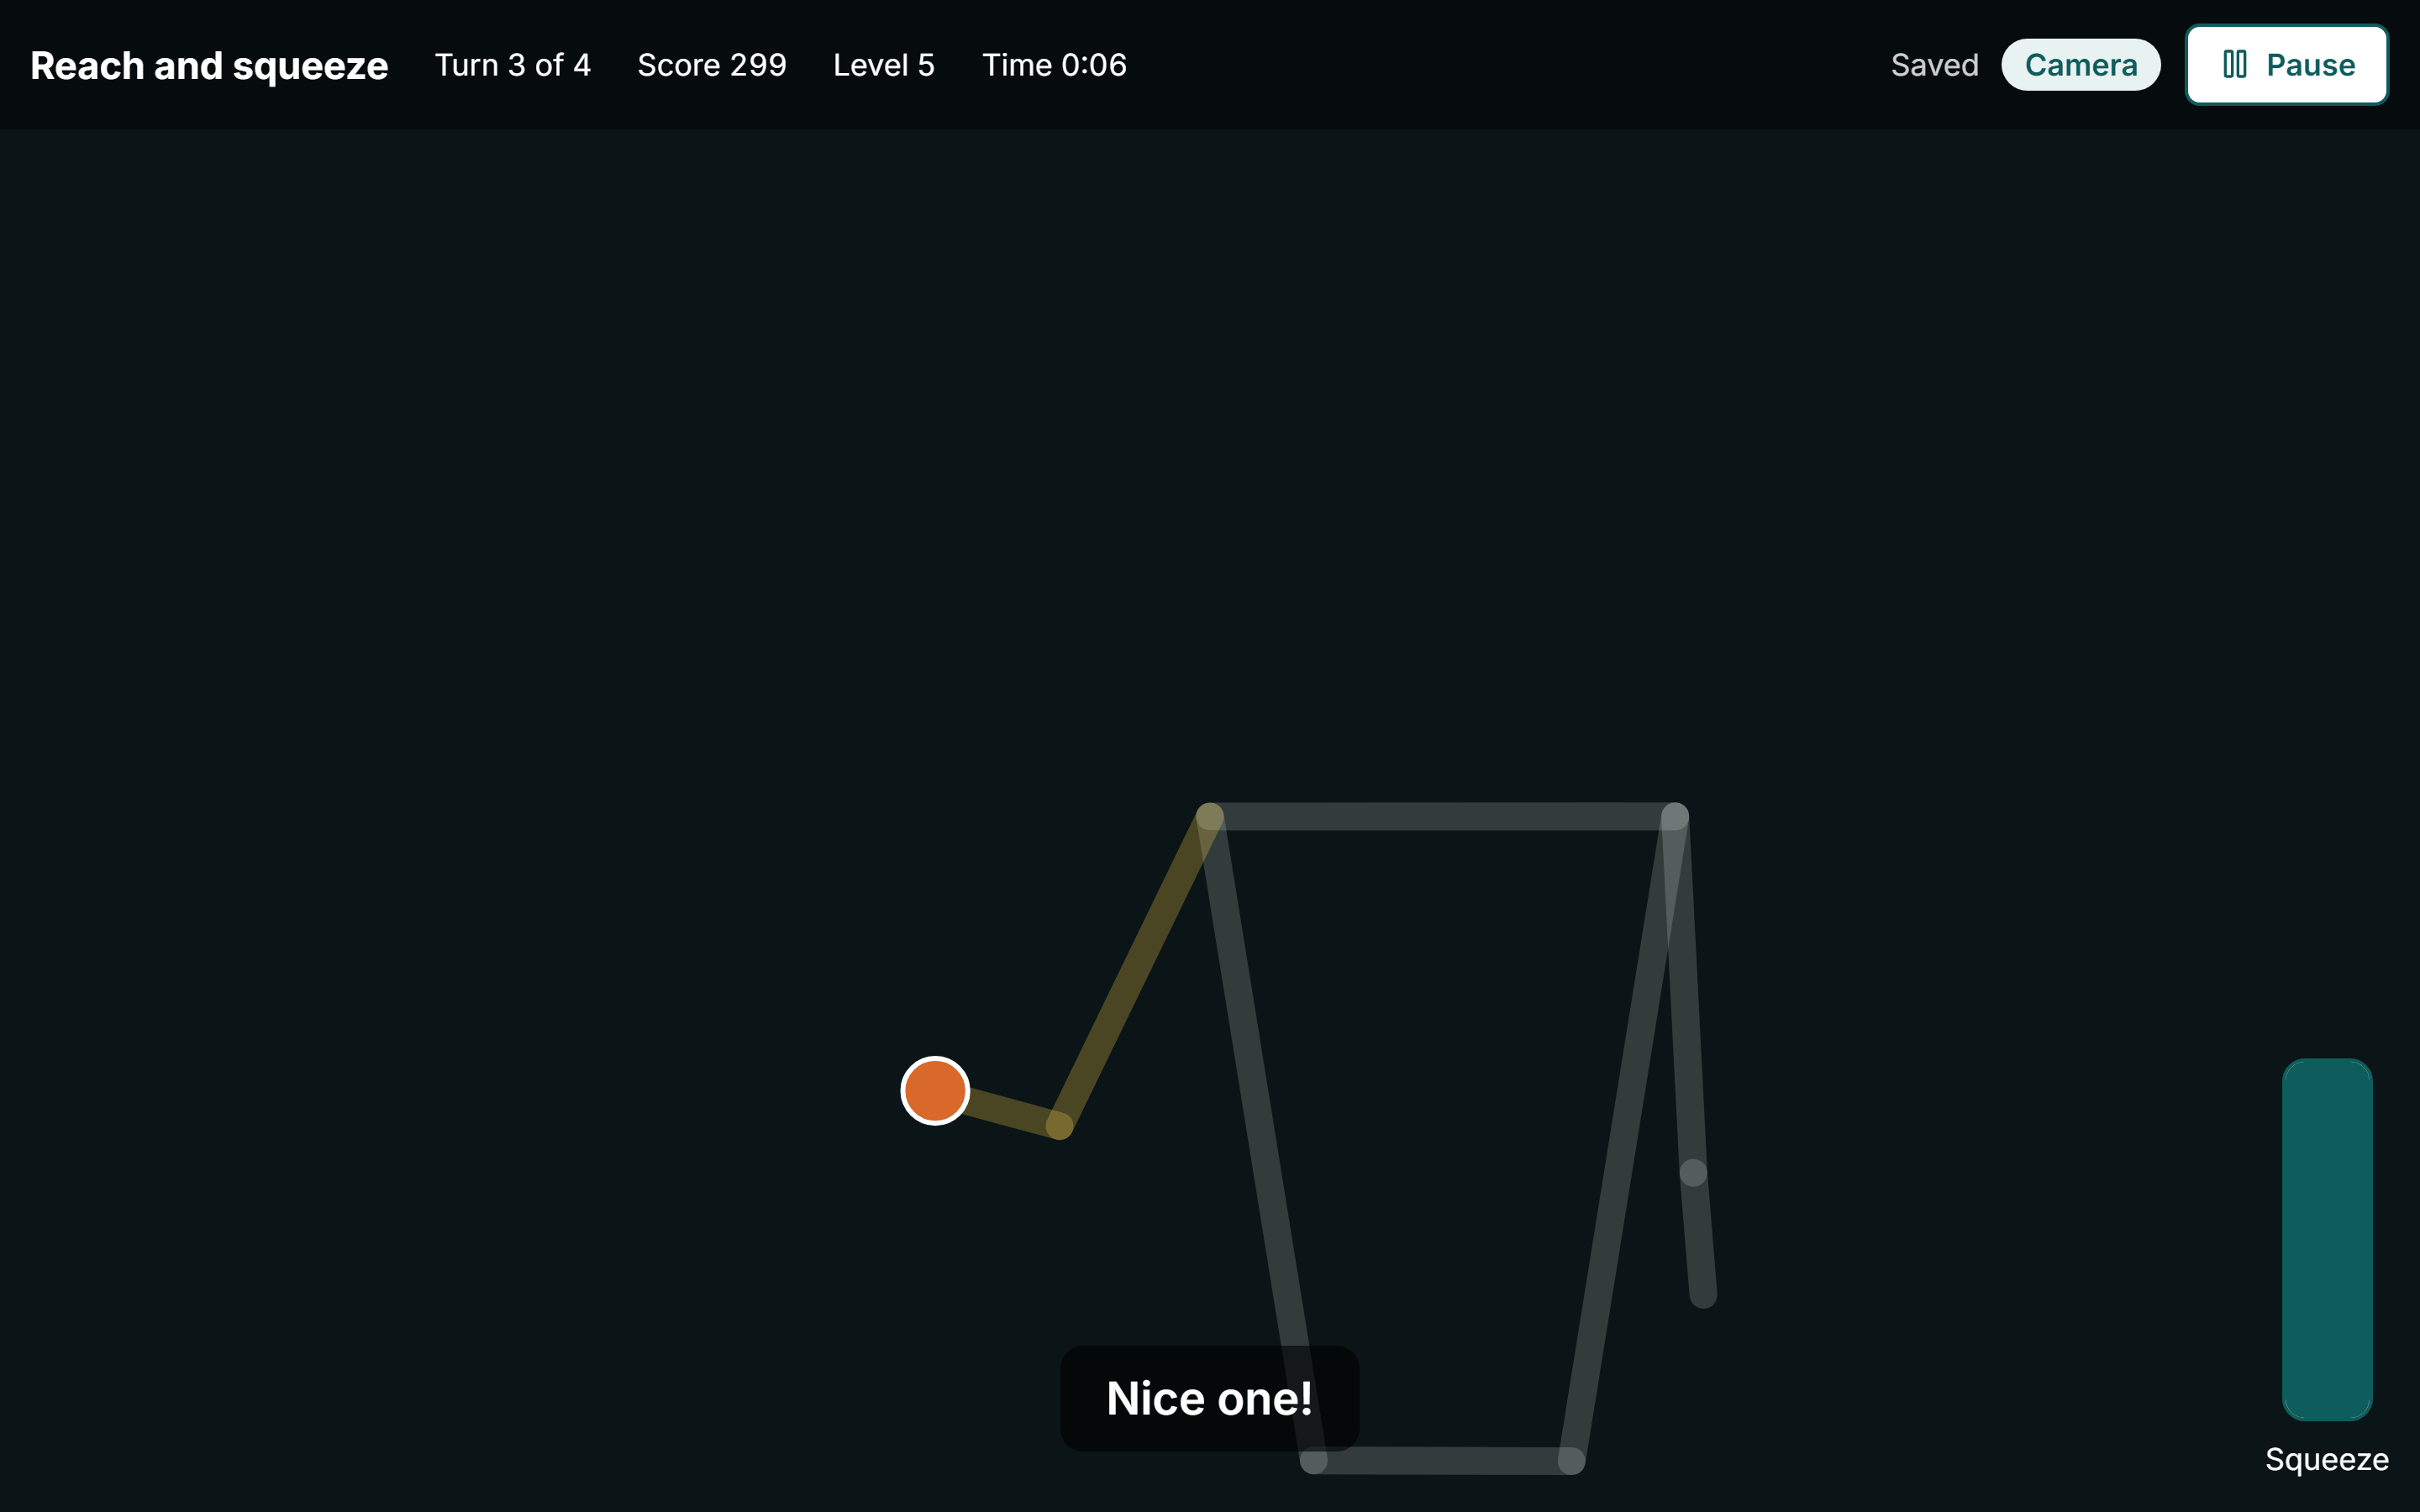 Reach and squeeze Turn 3 of 4 Score 299 Level 5 Time 0:06 Saved Camera Pause
Nice one!
Squeeze